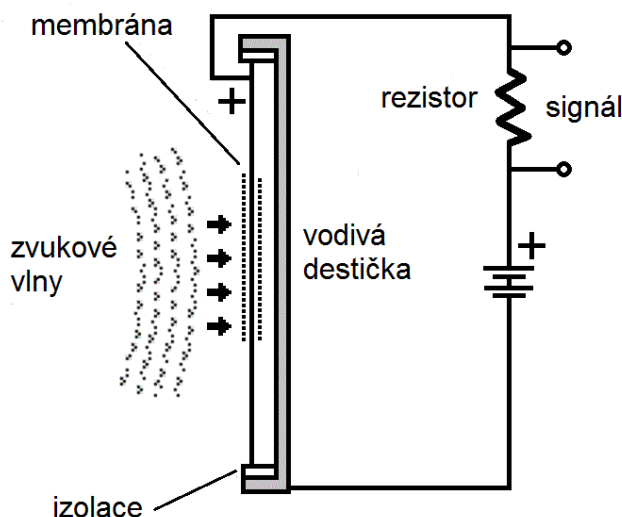 membrána
+
rezistor
signál
zvukové
vlny
vodivá
destička
+
izolace